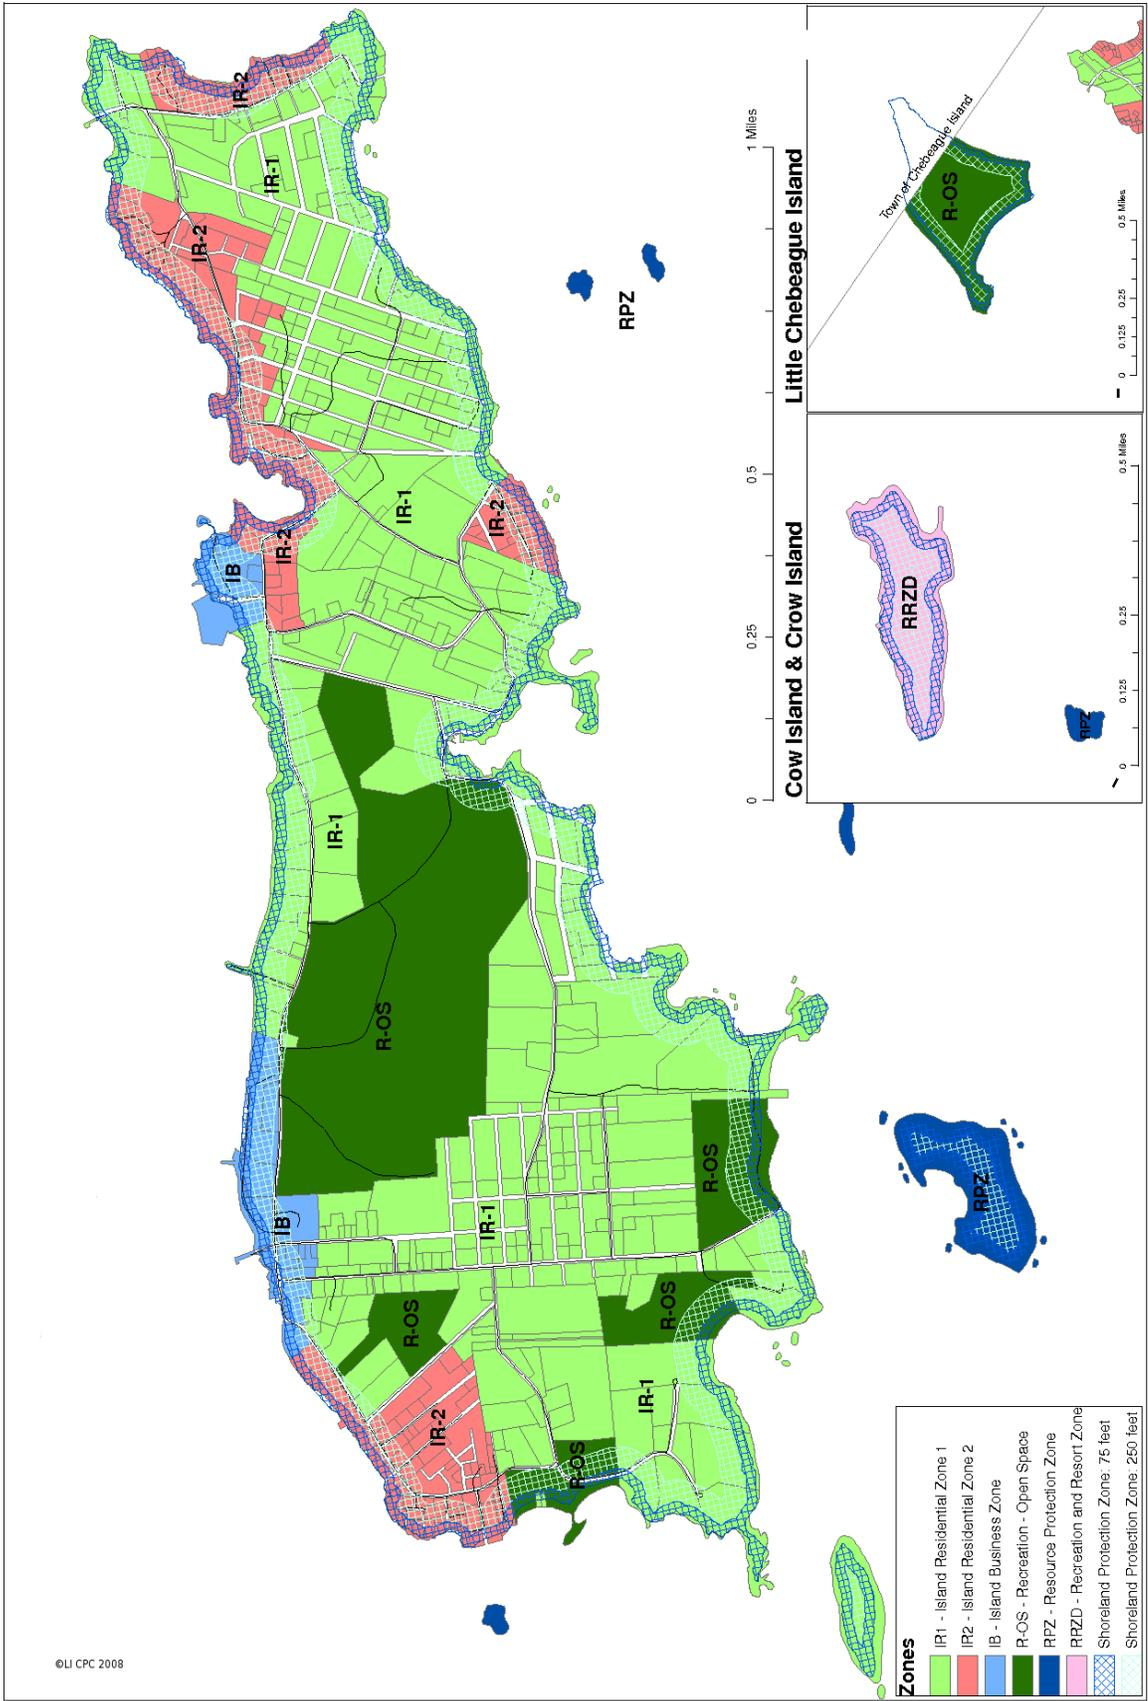 IR-2
IR-1
IR-2
RPZ
IR-1
IR-2
IR-2
IB
IR-1
R-OS
IB
IR-1
R-OS
R-OS
R-OS
IR-2
IR-1
R-OS
RPZ
0 0.25 0.5 1 Miles
Little Chebeague Island
Town of Chebeague Island
R-OS
0 0.125 0.25 0.5 Miles
Cow Island & Crow Island
RRZD
RPZ
0 0.125 0.25 0.5 Miles
Zones
IR1 - Island Residential Zone 1
IR2 - Island Residential Zone 2
IB - Island Business Zone
R-OS - Recreation - Open Space
RPZ - Resource Protection Zone
RRZD - Recreation and Resort Zone
Shoreland Protection Zone: 75 feet
Shoreland Protection Zone: 250 feet
©LI CPC 2008